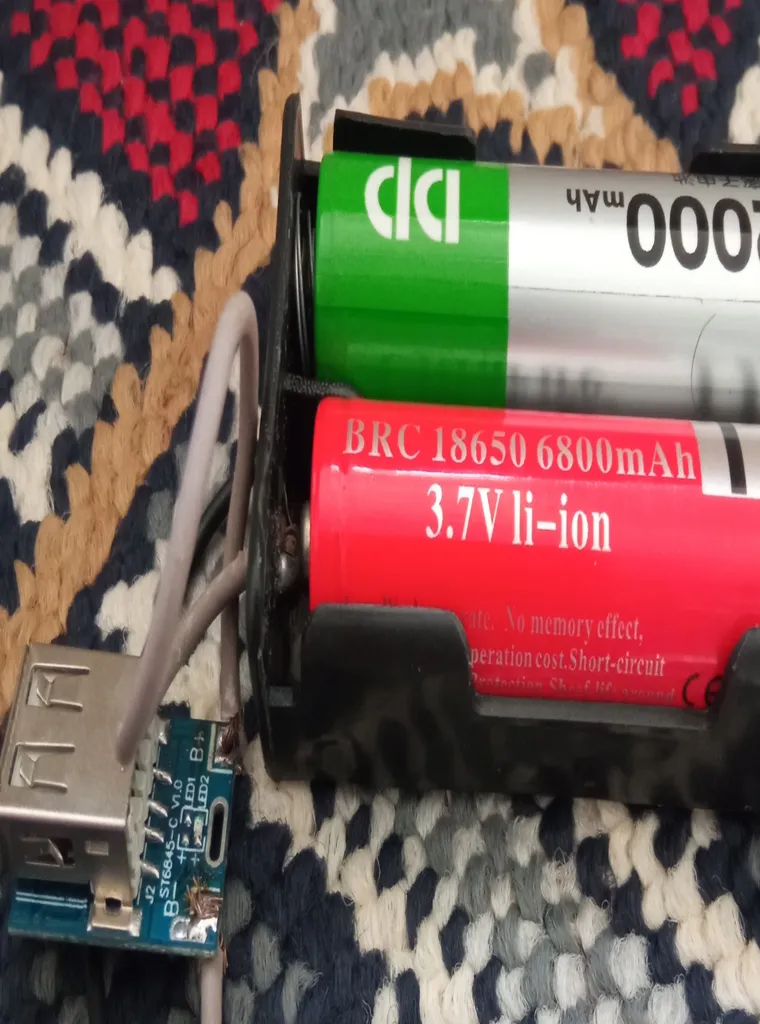 2000mAh
BRC 18650 6800mAh
3.7V li-ion
No memory effect,
peration cost.Short-circuit
CE
B+
LED1
LED2
ST6845-C V1.0
J2
B-